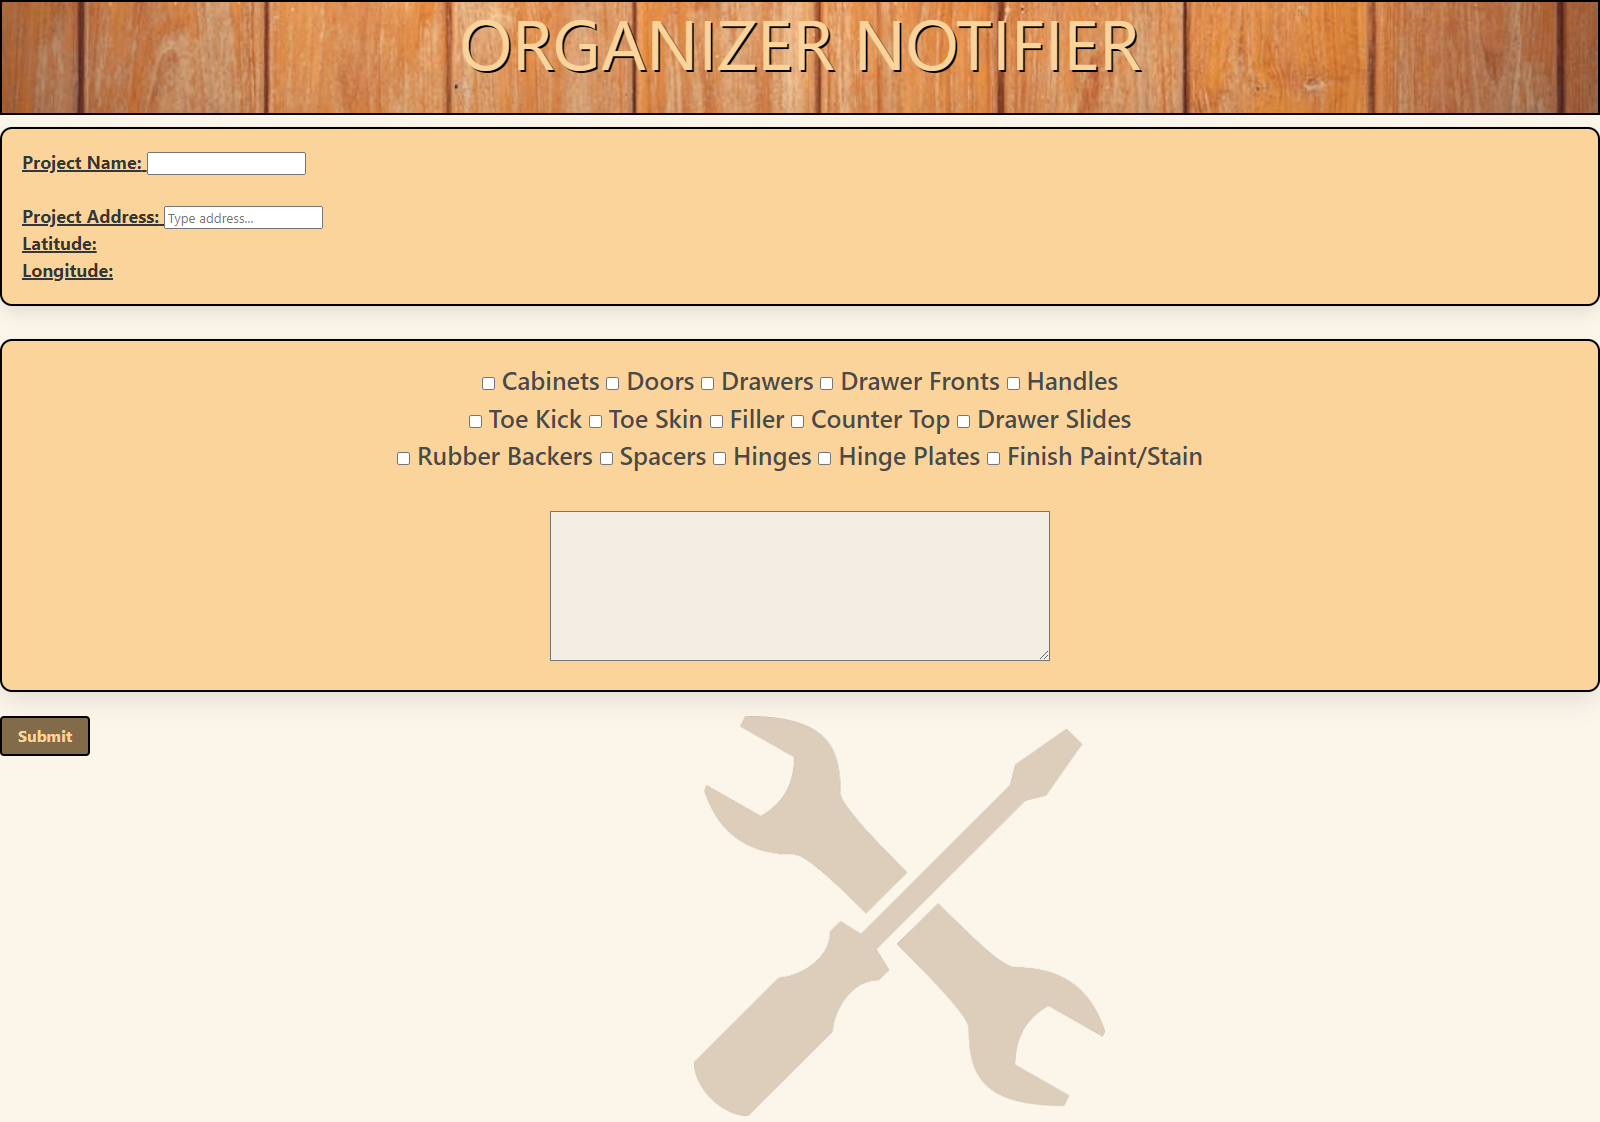 ORGANIZER NOTIFIER
Project Name:
Project Address: Type address...
Latitude:
Longitude:
Cabinets Doors Drawers Drawer Fronts Handles
Toe Kick Toe Skin Filler Counter Top Drawer Slides
Rubber Backers Spacers Hinges Hinge Plates Finish Paint/Stain
Submit